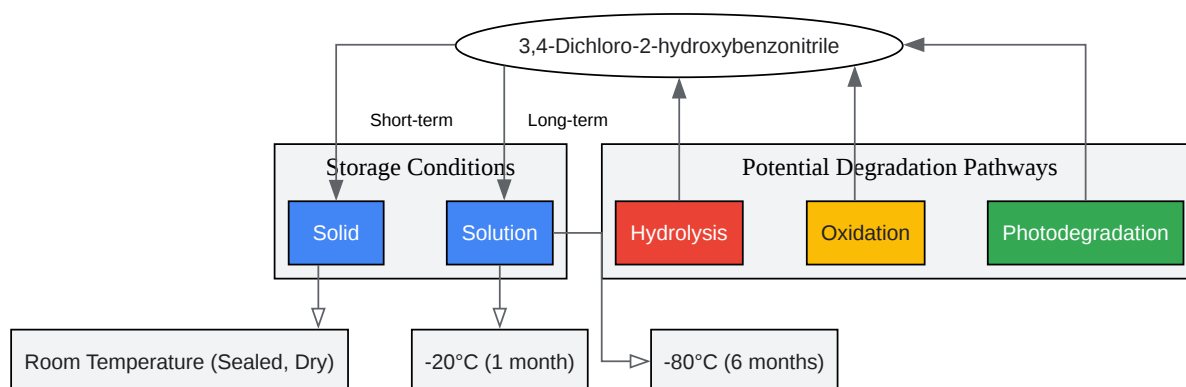 3,4-Dichloro-2-hydroxybenzonitrile
Short-term
Long-term
Storage Conditions
Potential Degradation Pathways
Solid
Solution
Hydrolysis
Oxidation
Photodegradation
Room Temperature (Sealed, Dry)
-20°C (1 month)
-80°C (6 months)